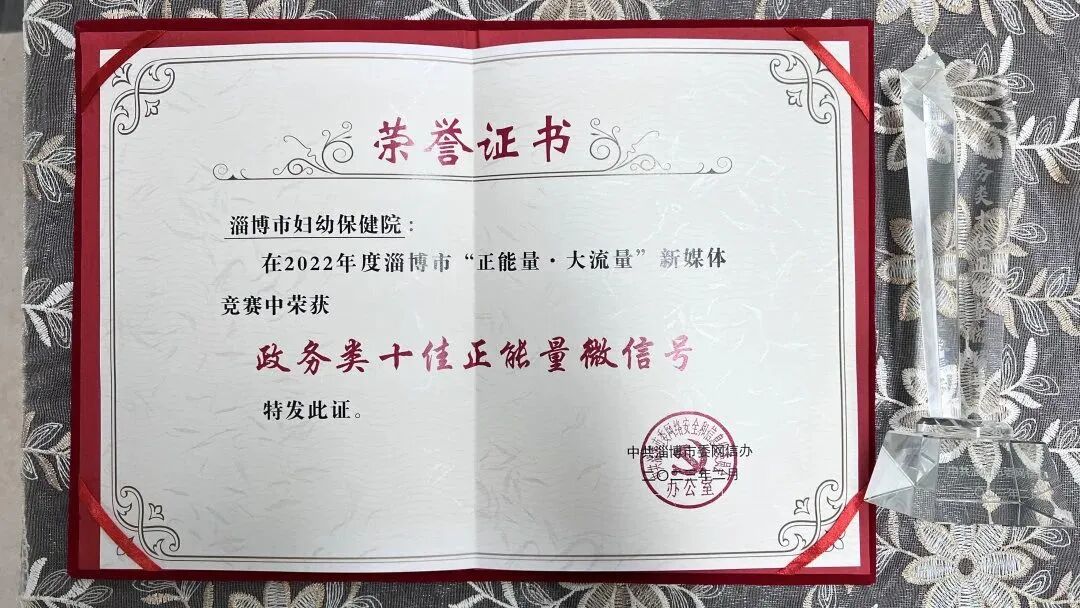 荣誉证书
淄博市妇幼保健院：
在2022年度淄博市“正能量·大流量”新媒体
竞赛中荣获
政务类十佳正能量微信号
特发此证。
中共淄博市委网信办
办公室